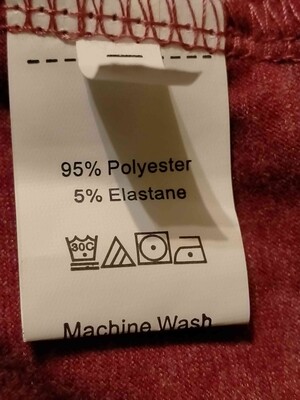 95% Polyester
5% Elastane
30C
Machine Wash